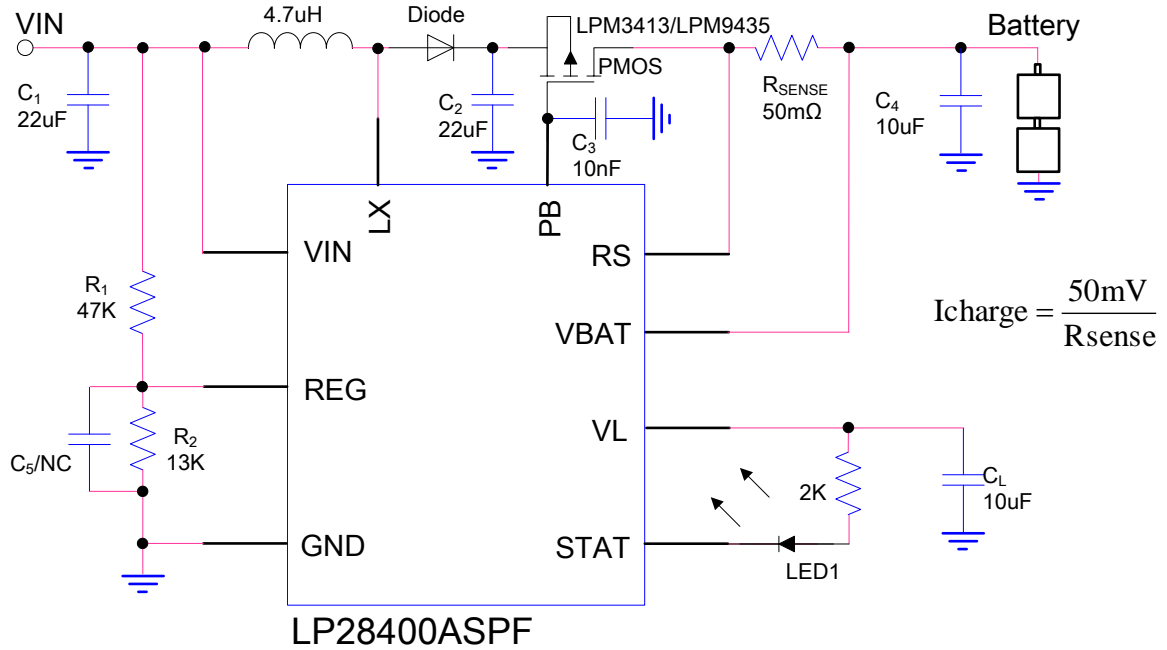 VIN
4.7uH
Diode
LPM3413/LPM9435
PMOS
Battery
C1
22uF
C2
22uF
C3
10nF
RSENSE
50mΩ
C4
10uF
LX
PB
VIN
RS
R1
47K
VBAT
Icharge = 50mV / Rsense
REG
VL
R2
13K
C5/NC
2K
CL
10uF
GND
STAT
LED1
LP28400ASPF